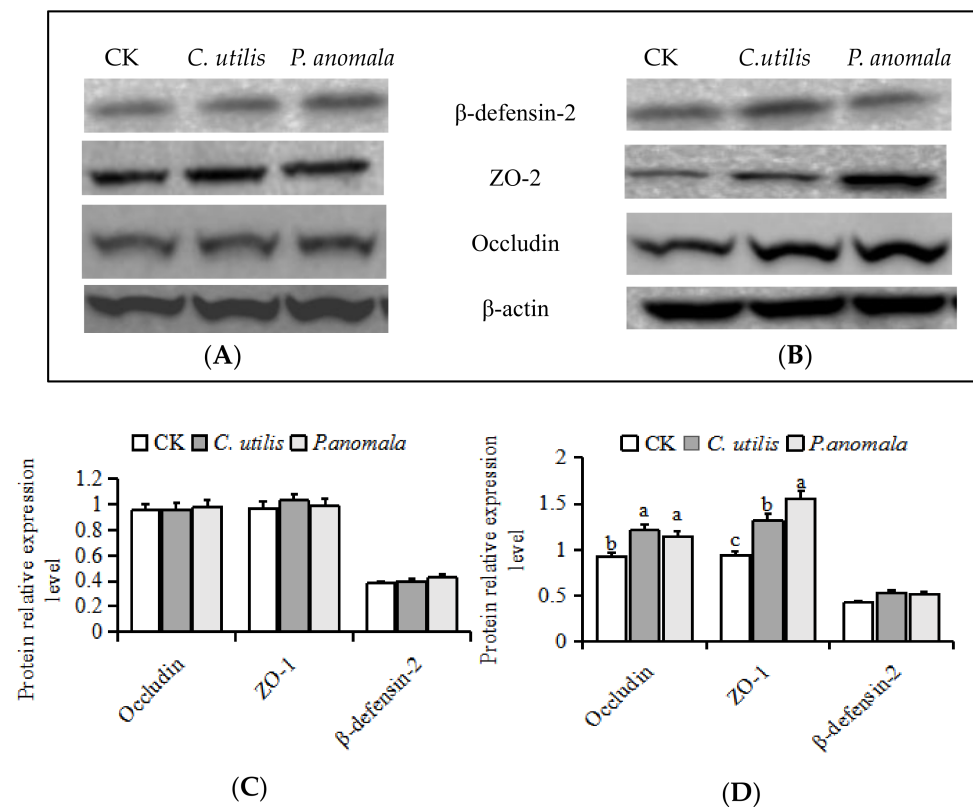 CK C. utilis P. anomala
CK C.utilis P. anomala
β-defensin-2
ZO-2
Occludin
β-actin
(A)
(B)
CK C. utilis P.anomala
Protein relative expression
level
1.2
1
0.8
0.6
0.4
0.2
0
Occludin
ZO-1
β-defensin-2
(C)
CK C. utilis P.anomala
Protein relative expression
level
2
1.5
1
0.5
0
b a a
c b a
Occludin
ZO-1
β-defensin-2
(D)